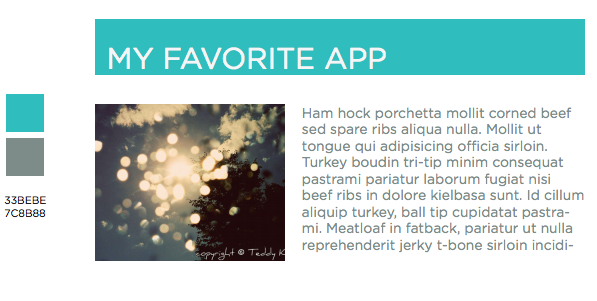 MY FAVORITE APP
33BEBE
7C8B88
copyright © Teddy K
Ham hock porchetta mollit corned beef
sed spare ribs aliqua nulla. Mollit ut
tongue qui adipisicing officia sirloin.
Turkey boudin tri-tip minim consequat
pastrami pariatur laborum fugiat nisi
beef ribs in dolore kielbasa sunt. Id cillum
aliquip turkey, ball tip cupidatat pastra-
mi. Meatloaf in fatback, pariatur ut nulla
reprehenderit jerky t-bone sirloin incidi-